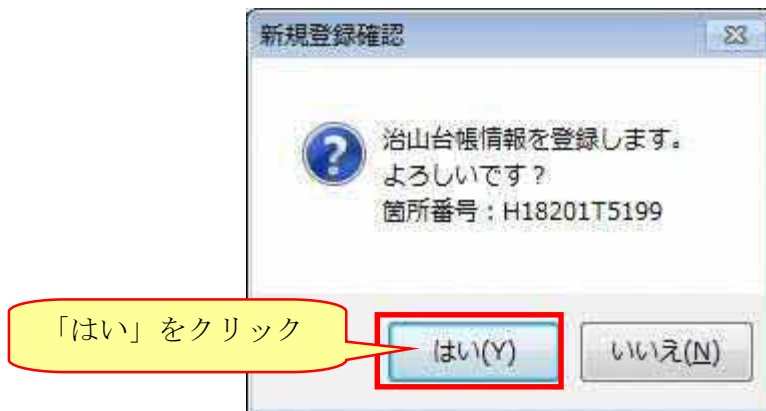 新規登録確認
治山台帳情報を登録します。
よろしいです？
箇所番号：H18201T5199
「はい」をクリック
はい(Y)
いいえ(N)